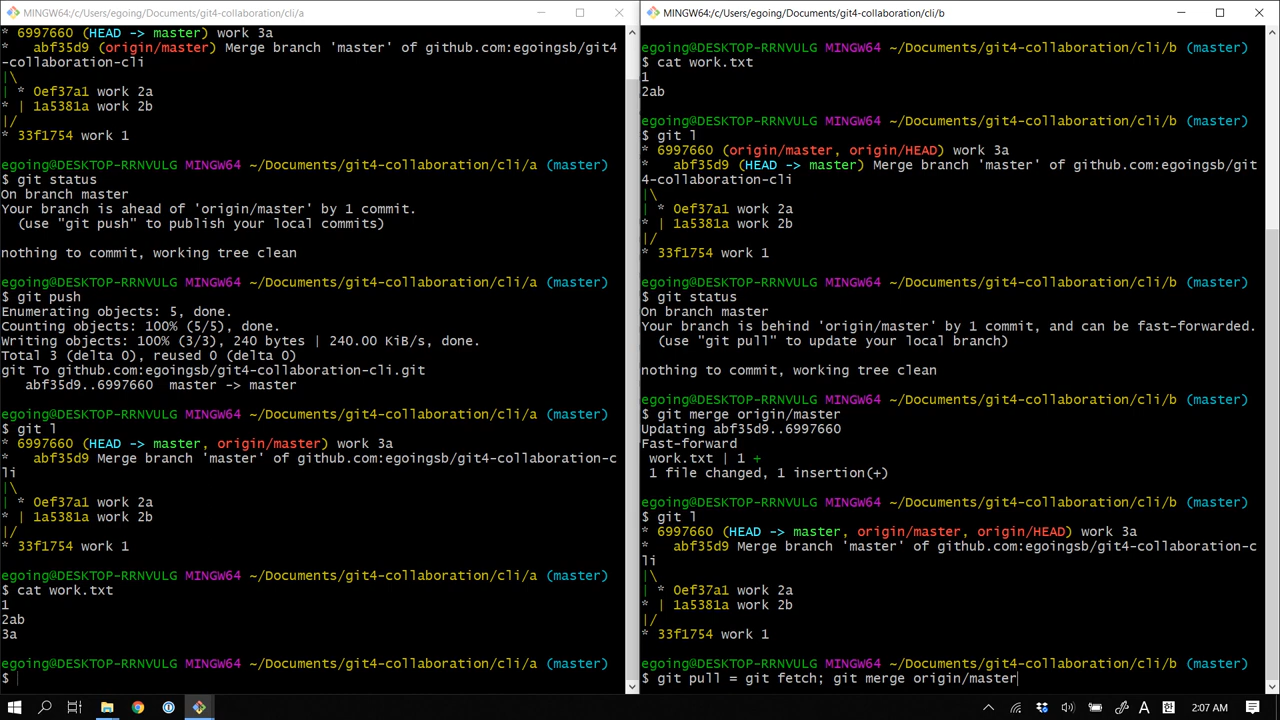 MINGW64:/c/Users/egoing/Documents/git4-collaboration/cli/a
* 6997660 (HEAD -> master) work 3a
*   abf35d9 (origin/master) Merge branch 'master' of github.com:egoingsb/git4
-collaboration-cli
|\
| * 0ef37a1 work 2a
* | 1a5381a work 2b
|/
* 33f1754 work 1
egoing@DESKTOP-RRNVULG MINGW64 ~/Documents/git4-collaboration/cli/a (master)
$ git status
On branch master
Your branch is ahead of 'origin/master' by 1 commit.
(use "git push" to publish your local commits)
nothing to commit, working tree clean
egoing@DESKTOP-RRNVULG MINGW64 ~/Documents/git4-collaboration/cli/a (master)
$ git push
Enumerating objects: 5, done.
Counting objects: 100% (5/5), done.
Writing objects: 100% (3/3), 240 bytes | 240.00 KiB/s, done.
Total 3 (delta 0), reused 0 (delta 0)
git To github.com:egoingsb/git4-collaboration-cli.git
abf35d9..6997660  master -> master
egoing@DESKTOP-RRNVULG MINGW64 ~/Documents/git4-collaboration/cli/a (master)
$ git l
* 6997660 (HEAD -> master, origin/master) work 3a
*   abf35d9 Merge branch 'master' of github.com:egoingsb/git4-collaboration-c
li
|\
| * 0ef37a1 work 2a
* | 1a5381a work 2b
|/
* 33f1754 work 1
egoing@DESKTOP-RRNVULG MINGW64 ~/Documents/git4-collaboration/cli/a (master)
$ cat work.txt
1
2ab
3a
egoing@DESKTOP-RRNVULG MINGW64 ~/Documents/git4-collaboration/cli/a (master)
$
MINGW64:/c/Users/egoing/Documents/git4-collaboration/cli/b
egoing@DESKTOP-RRNVULG MINGW64 ~/Documents/git4-collaboration/cli/b (master)
$ cat work.txt
1
2ab
egoing@DESKTOP-RRNVULG MINGW64 ~/Documents/git4-collaboration/cli/b (master)
$ git l
* 6997660 (origin/master, origin/HEAD) work 3a
*   abf35d9 (HEAD -> master) Merge branch 'master' of github.com:egoingsb/git
4-collaboration-cli
|\
| * 0ef37a1 work 2a
* | 1a5381a work 2b
|/
* 33f1754 work 1
egoing@DESKTOP-RRNVULG MINGW64 ~/Documents/git4-collaboration/cli/b (master)
$ git status
On branch master
Your branch is behind 'origin/master' by 1 commit, and can be fast-forwarded.
(use "git pull" to update your local branch)
nothing to commit, working tree clean
egoing@DESKTOP-RRNVULG MINGW64 ~/Documents/git4-collaboration/cli/b (master)
$ git merge origin/master
Updating abf35d9..6997660
Fast-forward
work.txt | 1 +
1 file changed, 1 insertion(+)
egoing@DESKTOP-RRNVULG MINGW64 ~/Documents/git4-collaboration/cli/b (master)
$ git l
* 6997660 (HEAD -> master, origin/master, origin/HEAD) work 3a
*   abf35d9 Merge branch 'master' of github.com:egoingsb/git4-collaboration-c
li
|\
| * 0ef37a1 work 2a
* | 1a5381a work 2b
|/
* 33f1754 work 1
egoing@DESKTOP-RRNVULG MINGW64 ~/Documents/git4-collaboration/cli/b (master)
$ git pull = git fetch; git merge origin/master
A 한 2:07 AM